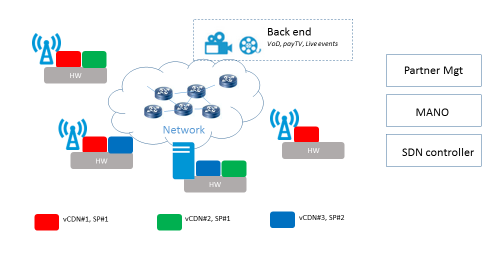 Back end
VoD, payTV, Live events
HW
Partner Mgt
MANO
Network
SDN controller
HW
HW
HW
vCDN#1, SP#1
vCDN#2, SP#1
vCDN#3, SP#2